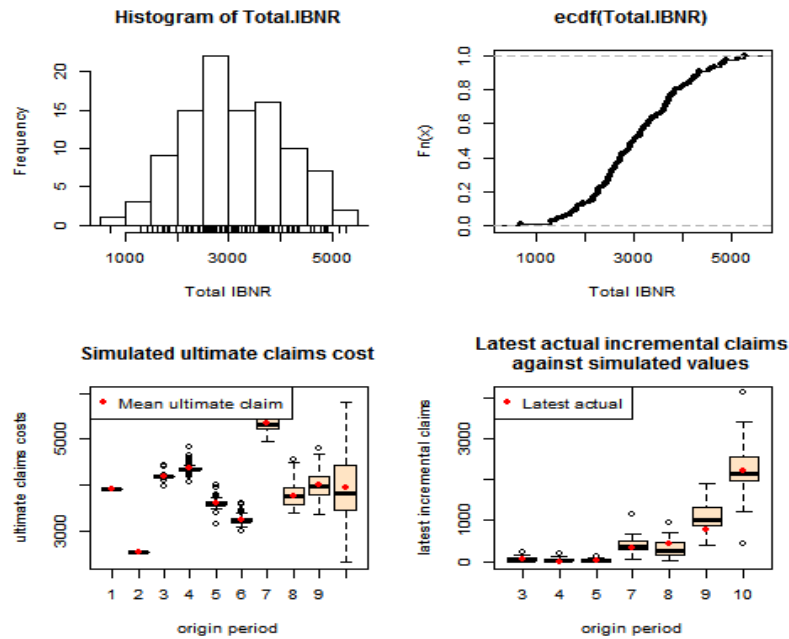 Histogram of Total.IBNR
Frequency
20
15
10
5
0
1000 3000 5000
Total IBNR
ecdf(Total.IBNR)
Fn(x)
1.0
0.8
0.6
0.4
0.2
0.0
1000 3000 5000
Total IBNR
Simulated ultimate claims cost
Mean ultimate claim
ultimate claims costs
5000
3000
1 2 3 4 5 6 7 8 9
origin period
Latest actual incremental claims
against simulated values
Latest actual
latest incremental claims
3000
1000
0
3 4 5 7 8 9 10
origin period